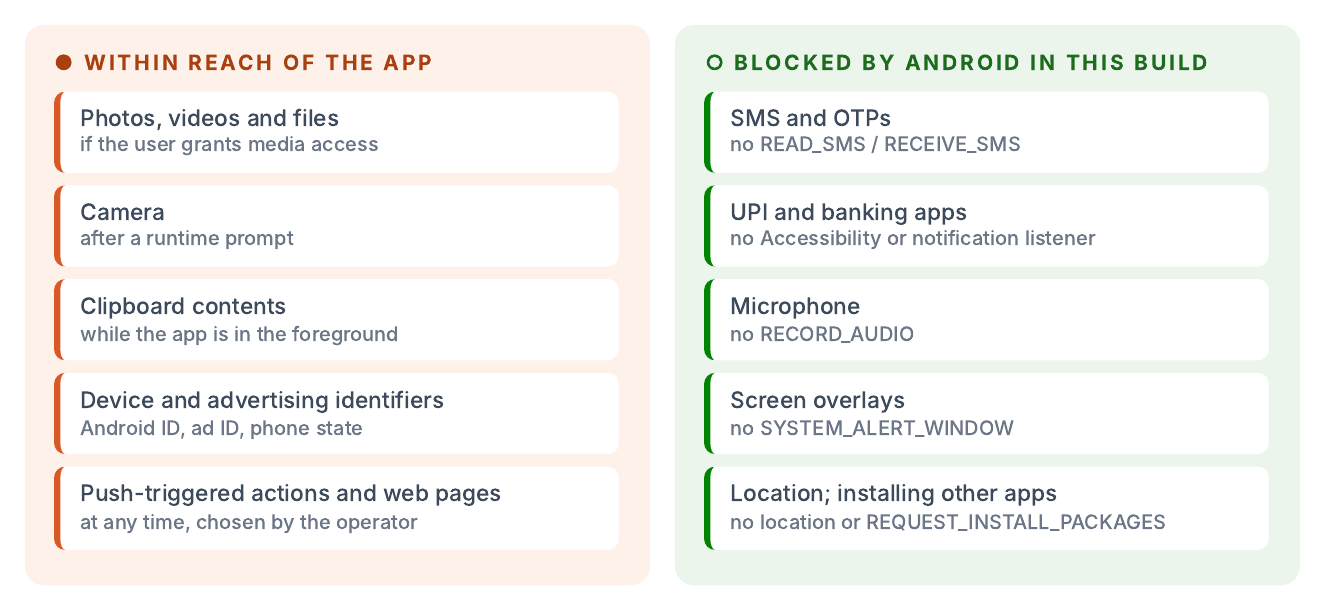 WITHIN REACH OF THE APP
Photos, videos and files
if the user grants media access
Camera
after a runtime prompt
Clipboard contents
while the app is in the foreground
Device and advertising identifiers
Android ID, ad ID, phone state
Push-triggered actions and web pages
at any time, chosen by the operator
BLOCKED BY ANDROID IN THIS BUILD
SMS and OTPs
no READ_SMS / RECEIVE_SMS
UPI and banking apps
no Accessibility or notification listener
Microphone
no RECORD_AUDIO
Screen overlays
no SYSTEM_ALERT_WINDOW
Location; installing other apps
no location or REQUEST_INSTALL_PACKAGES